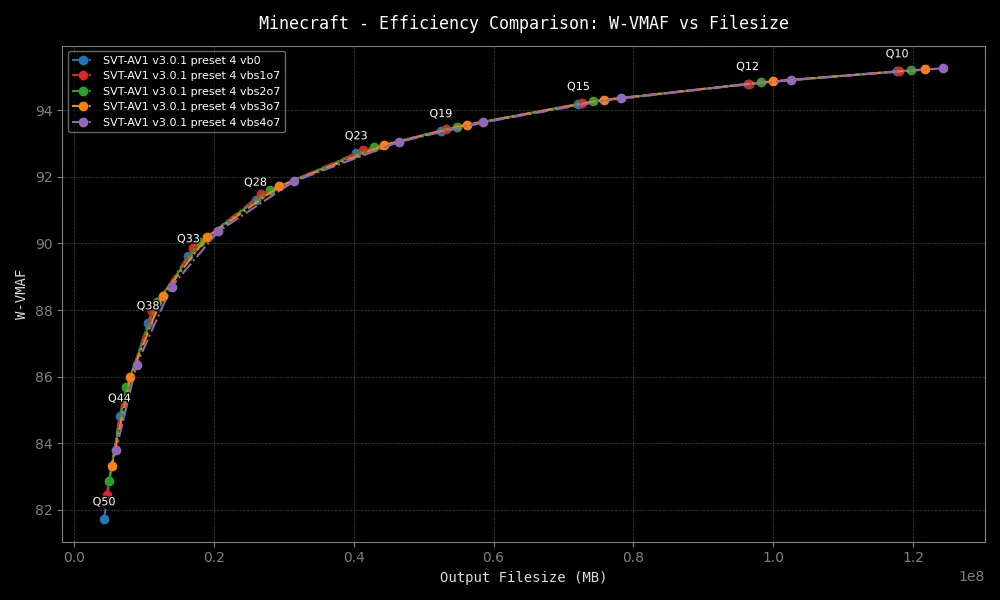 Minecraft - Efficiency Comparison: W-VMAF vs Filesize
SVT-AV1 v3.0.1 preset 4 vb0
SVT-AV1 v3.0.1 preset 4 vbs1o7
SVT-AV1 v3.0.1 preset 4 vbs2o7
SVT-AV1 v3.0.1 preset 4 vbs3o7
SVT-AV1 v3.0.1 preset 4 vbs4o7
Q10
Q12
Q15
Q19
Q23
Q28
Q33
Q38
Q44
Q50
94
92
90
88
86
84
82
W-VMAF
0.0 0.2 0.4 0.6 0.8 1.0 1.2
1e8
Output Filesize (MB)